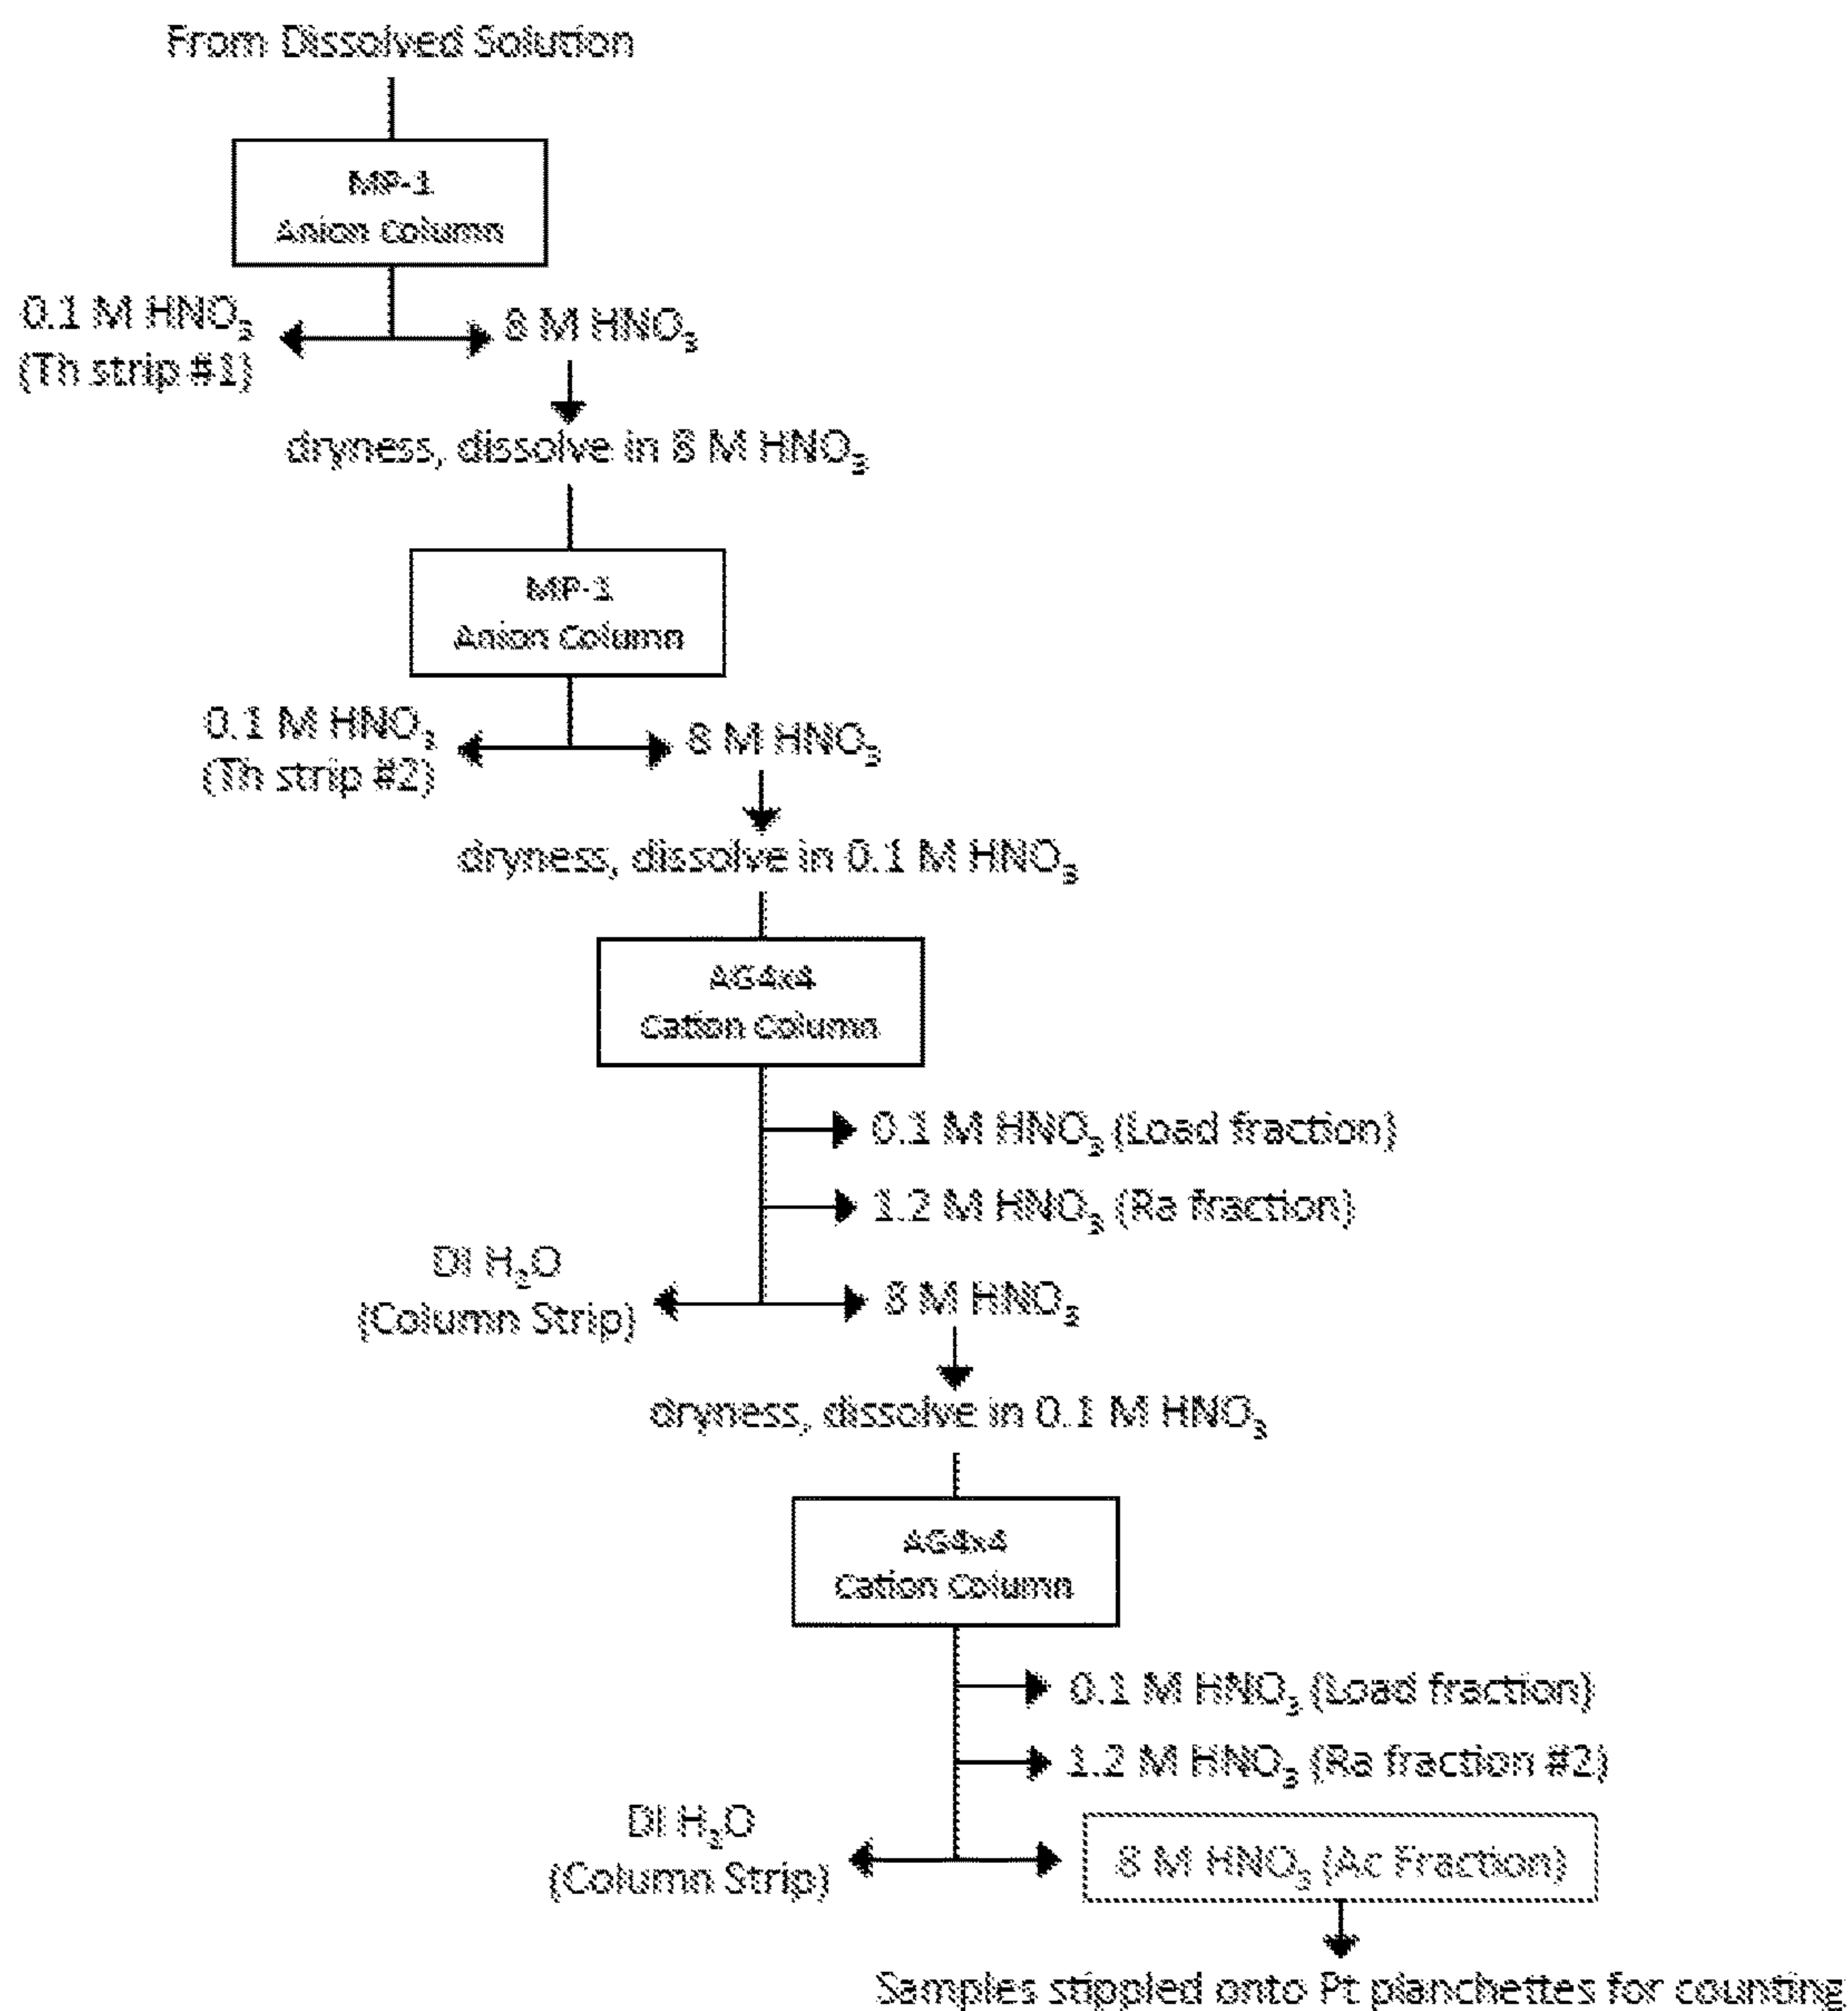 From Dissolved Solution
MP-1
Anion Column
0.1 M HNO₃
(Th strip #1)
8 M HNO₃
dryness, dissolve in 8 M HNO₃
MP-1
Anion Column
0.1 M HNO₃
(Th strip #2)
8 M HNO₃
dryness, dissolve in 0.1 M HNO₃
AG4x4
Cation Column
0.1 M HNO₃ (Load fraction)
1.2 M HNO₃ (Ra fraction)
DI H₂O
(Column Strip)
8 M HNO₃
dryness, dissolve in 0.1 M HNO₃
AG4x4
Cation Column
0.1 M HNO₃ (Load fraction)
1.2 M HNO₃ (Ra fraction #2)
DI H₂O
(Column Strip)
8 M HNO₃ (Ac Fraction)
Samples stippled onto Pt planchettes for counting